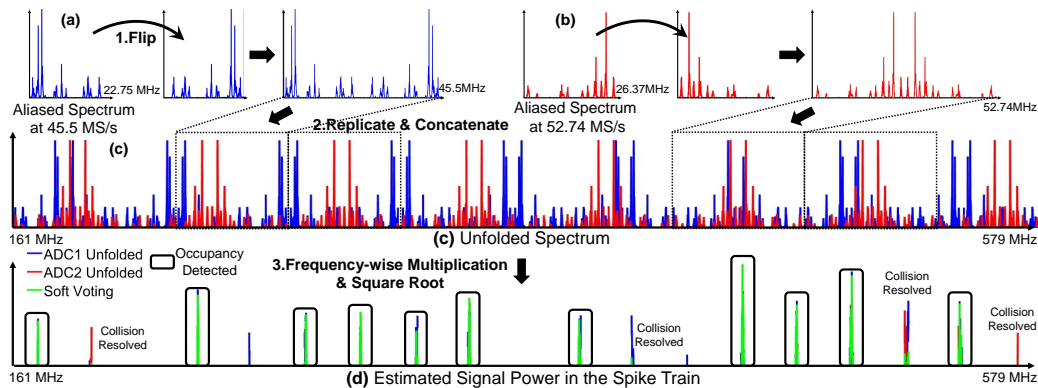 (a)
1.Flip
22.75 MHz
45.5MHz
Aliased Spectrum
at 45.5 MS/s
(b)
26.37MHz
52.74MHz
Aliased Spectrum
at 52.74 MS/s
2.Replicate & Concatenate
(c)
161 MHz
(c) Unfolded Spectrum
579 MHz
ADC1 Unfolded
ADC2 Unfolded
Soft Voting
Occupancy
Detected
3.Frequency-wise Multiplication
& Square Root
Collision
Resolved
Collision
Resolved
Collision
Resolved
Collision
Resolved
161 MHz
(d) Estimated Signal Power in the Spike Train
579 MHz